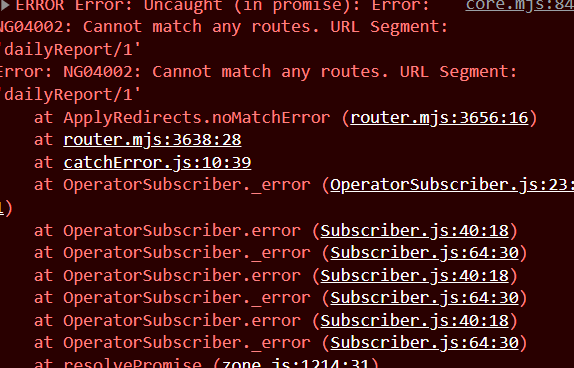 ▶ ERROR Error: Uncaught (in promise): Error: core.mjs:84
NG04002: Cannot match any routes. URL Segment:
'dailyReport/1'
Error: NG04002: Cannot match any routes. URL Segment:
'dailyReport/1'
at ApplyRedirects.noMatchError (router.mjs:3656:16)
at router.mjs:3638:28
at catchError.js:10:39
at OperatorSubscriber._error (OperatorSubscriber.js:23:
1)
at OperatorSubscriber.error (Subscriber.js:40:18)
at OperatorSubscriber._error (Subscriber.js:64:30)
at OperatorSubscriber.error (Subscriber.js:40:18)
at OperatorSubscriber._error (Subscriber.js:64:30)
at OperatorSubscriber.error (Subscriber.js:40:18)
at OperatorSubscriber._error (Subscriber.js:64:30)
at resolvePromise (zone.js:1214:31)